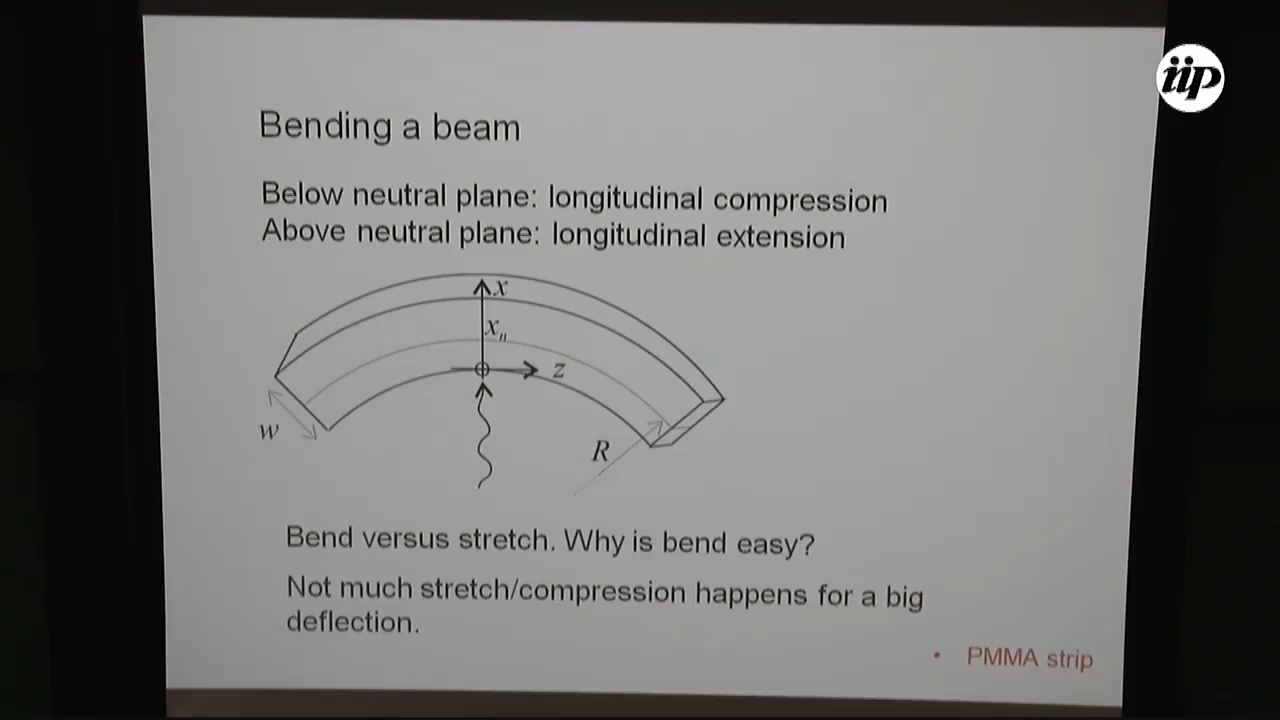 iip
Bending a beam
Below neutral plane: longitudinal compression
Above neutral plane: longitudinal extension
x
xn
z
w
R
Bend versus stretch. Why is bend easy?
Not much stretch/compression happens for a big
deflection.
• PMMA strip